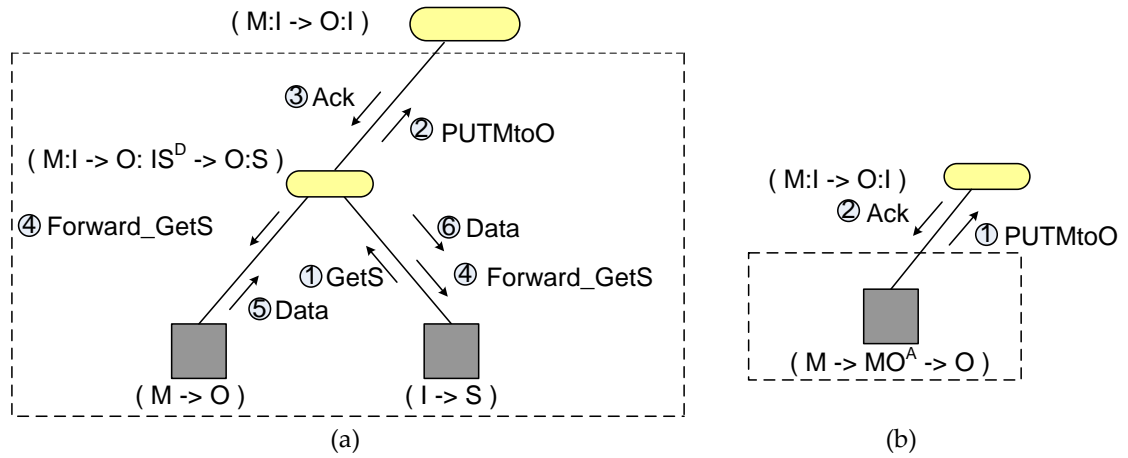 ( M:I -> O:I )
③ Ack
② PUTMtoO
( M:I -> O: IS^D -> O:S )
④ Forward_GetS
⑥ Data
① GetS
④ Forward_GetS
⑤ Data
( M -> O )
( I -> S )
(a)
( M:I -> O:I )
② Ack
① PUTMtoO
( M -> MO^A -> O )
(b)